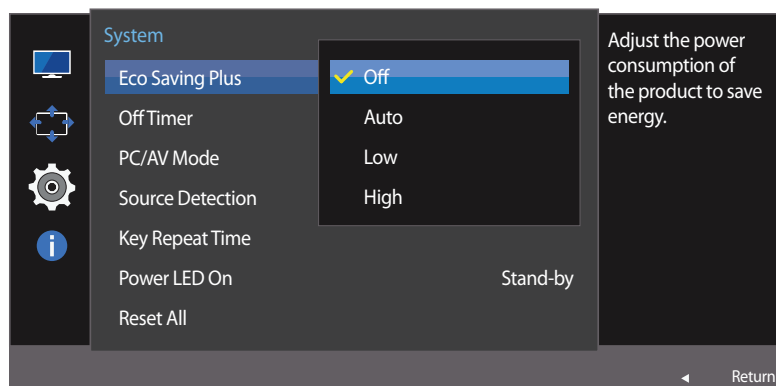 System
Eco Saving Plus
Off
Off Timer
Auto
PC/AV Mode
Low
Source Detection
High
Key Repeat Time
Power LED On
Stand-by
Reset All
Adjust the power
consumption of
the product to save
energy.
Return